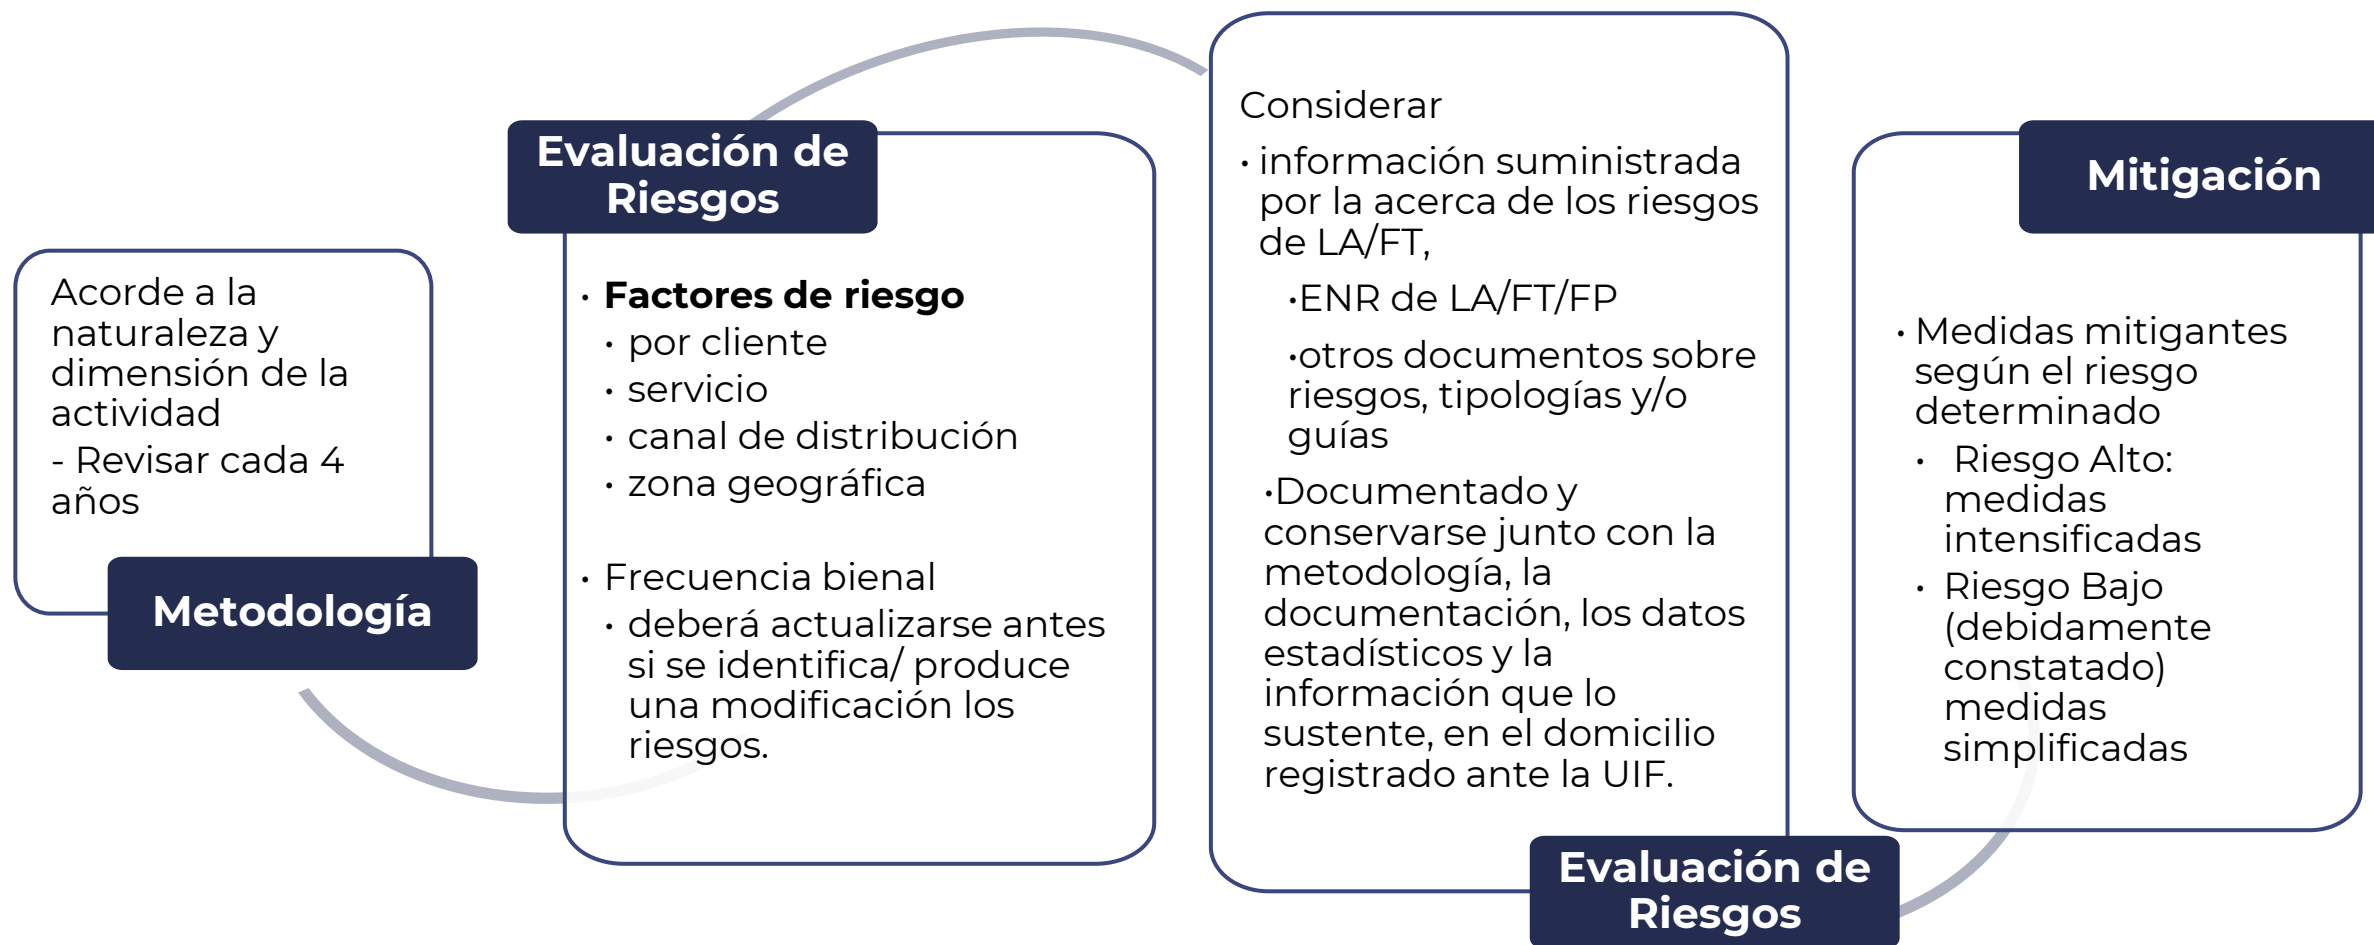 Acorde a la
naturaleza y
dimensión de la
actividad
- Revisar cada 4
años
Metodología
Evaluación de
Riesgos
· Factores de riesgo
· por cliente
· servicio
· canal de distribución
· zona geográfica
· Frecuencia bienal
· deberá actualizarse antes
si se identifica/ produce
una modificación los
riesgos.
Considerar
· información suministrada
por la acerca de los riesgos
de LA/FT,
·ENR de LA/FT/FP
·otros documentos sobre
riesgos, tipologías y/o
guías
·Documentado y
conservarse junto con la
metodología, la
documentación, los datos
estadísticos y la
información que lo
sustente, en el domicilio
registrado ante la UIF.
Evaluación de
Riesgos
Mitigación
· Medidas mitigantes
según el riesgo
determinado
· Riesgo Alto:
medidas
intensificadas
· Riesgo Bajo
(debidamente
constatado)
medidas
simplificadas